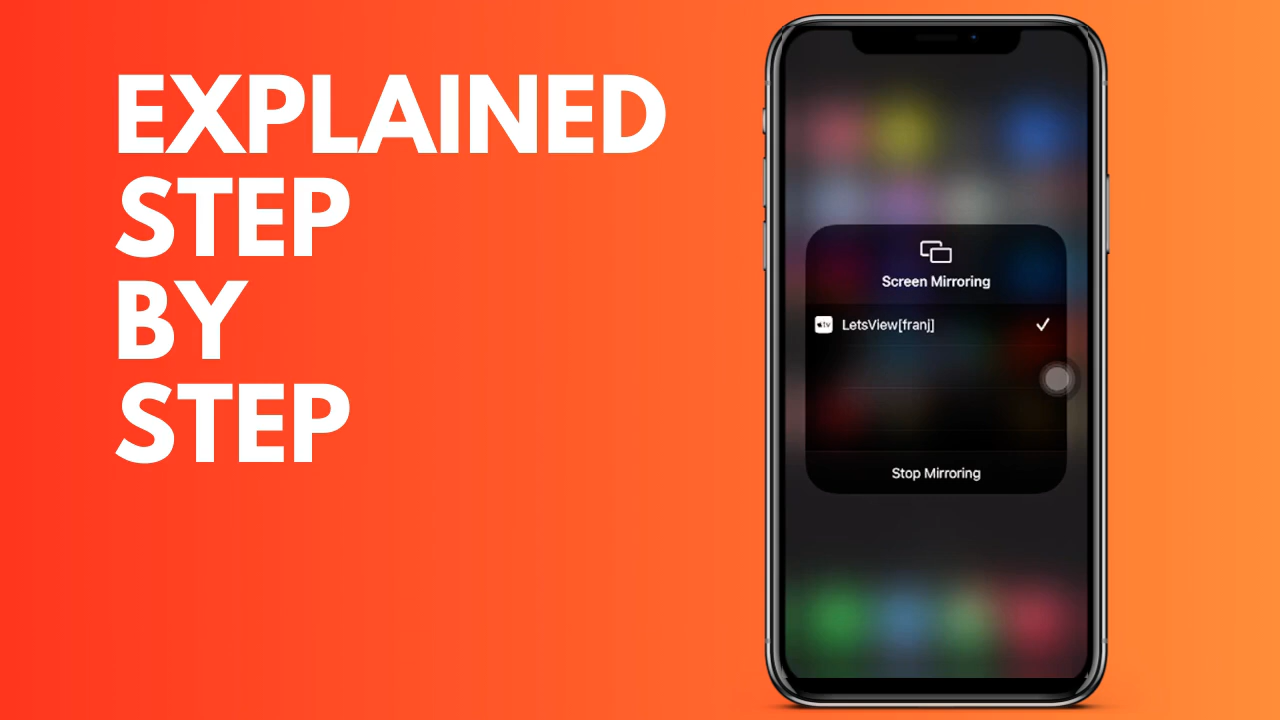 EXPLAINED
STEP
BY
STEP
Screen Mirroring
LetsView[franj]
Stop Mirroring